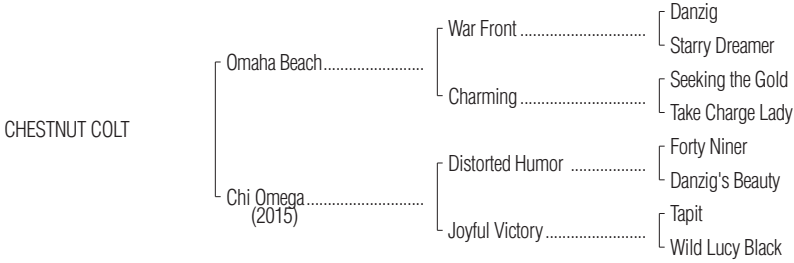 Danzig
War Front ..............................
Starry Dreamer
Omaha Beach........................
Seeking the Gold
Charming ..............................
Take Charge Lady
CHESTNUT COLT
Forty Niner
Distorted Humor ..................
Danzig's Beauty
Chi Omega............................
(2015)
Tapit
Joyful Victory........................
Wild Lucy Black